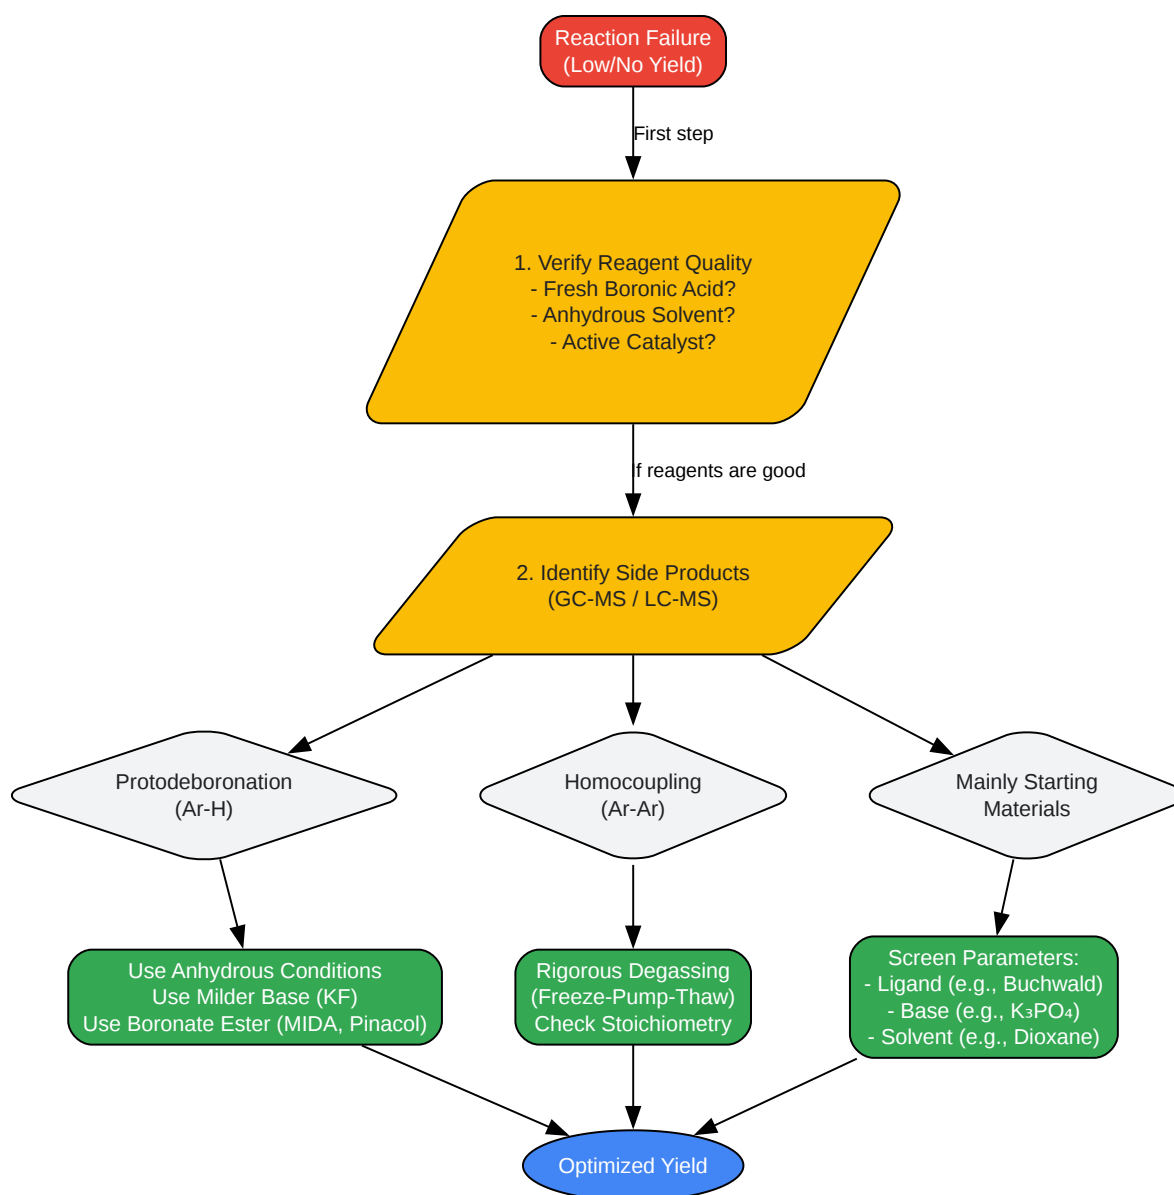 Reaction Failure
(Low/No Yield)
First step
1. Verify Reagent Quality
- Fresh Boronic Acid?
- Anhydrous Solvent?
- Active Catalyst?
If reagents are good
2. Identify Side Products
(GC-MS / LC-MS)
Protodeboronation
(Ar-H)
Homocoupling
(Ar-Ar)
Mainly Starting
Materials
Use Anhydrous Conditions
Use Milder Base (KF)
Use Boronate Ester (MIDA, Pinacol)
Rigorous Degassing
(Freeze-Pump-Thaw)
Check Stoichiometry
Screen Parameters:
- Ligand (e.g., Buchwald)
- Base (e.g., K₃PO₄)
- Solvent (e.g., Dioxane)
Optimized Yield